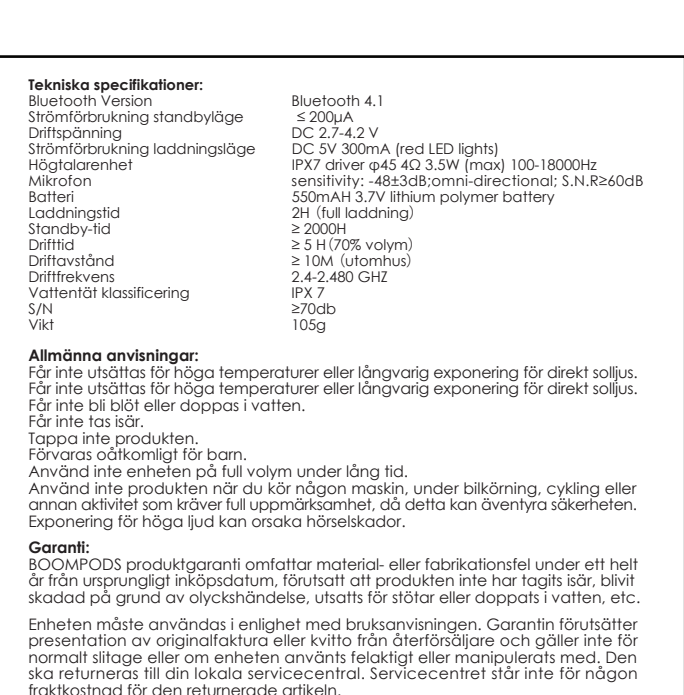 Tekniska specifikationer:
Bluetooth Version Bluetooth 4.1
Strömförbrukning standbyläge ≤ 200µA
Driftspänning DC 2.7-4.2 V
Strömförbrukning laddningsläge DC 5V 300mA (red LED lights)
Högtalarenhet IPX7 driver φ45 4Ω 3.5W (max) 100-18000Hz
Mikrofon sensitivity: -48±3dB;omni-directional; S.N.R≥60dB
Batteri 550mAH 3.7V lithium polymer battery
Laddningstid 2H (full laddning)
Standby-tid ≥ 2000H
Drifttid ≥ 5 H (70% volym)
Driftavstånd ≥ 10M (utomhus)
Driftfrekvens 2.4-2.480 GHZ
Vattentät klassificering IPX 7
S/N ≥70db
Vikt 105g
Allmänna anvisningar:
Får inte utsättas för höga temperaturer eller långvarig exponering för direkt solljus.
Får inte utsättas för höga temperaturer eller långvarig exponering för direkt solljus.
Får inte bli blöt eller doppas i vatten.
Får inte tas isär.
Tappa inte produkten.
Förvaras oåtkomligt för barn.
Använd inte enheten på full volym under lång tid.
Använd inte produkten när du kör någon maskin, under bilkörning, cykling eller
annan aktivitet som kräver full uppmärksamhet, då detta kan äventyra säkerheten.
Exponering för höga ljud kan orsaka hörselskador.
Garanti:
BOOMPODS produktgaranti omfattar material- eller fabrikationsfel under ett helt
år från ursprungligt inköpsdatum, förutsatt att produkten inte har tagits isär, blivit
skadad på grund av olyckshändelse, utsatts för stötar eller doppats i vatten, etc.
Enheten måste användas i enlighet med bruksanvisningen. Garantin förutsätter
presentation av originalfaktura eller kvitto från återförsäljare och gäller inte för
normalt slitage eller om enheten använts felaktigt eller manipulerats med. Den
ska returneras till din lokala servicecentral. Servicecentret står inte för någon
fraktkostnad för den returnerade artikeln.